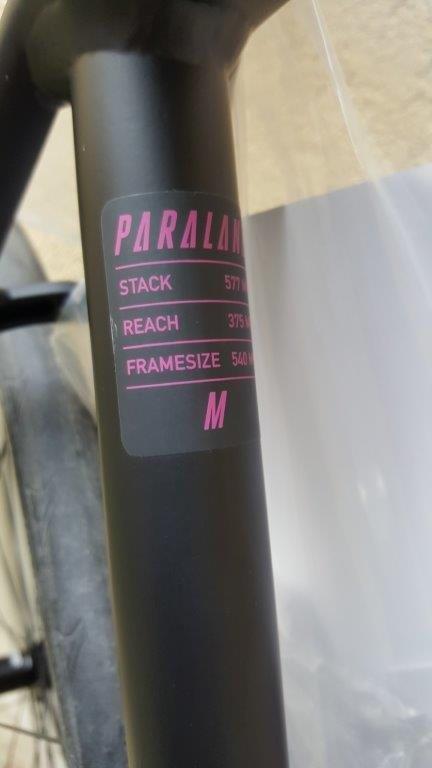 PARALAN
STACK 577 M
REACH 375 M
FRAMESIZE 540 M
M